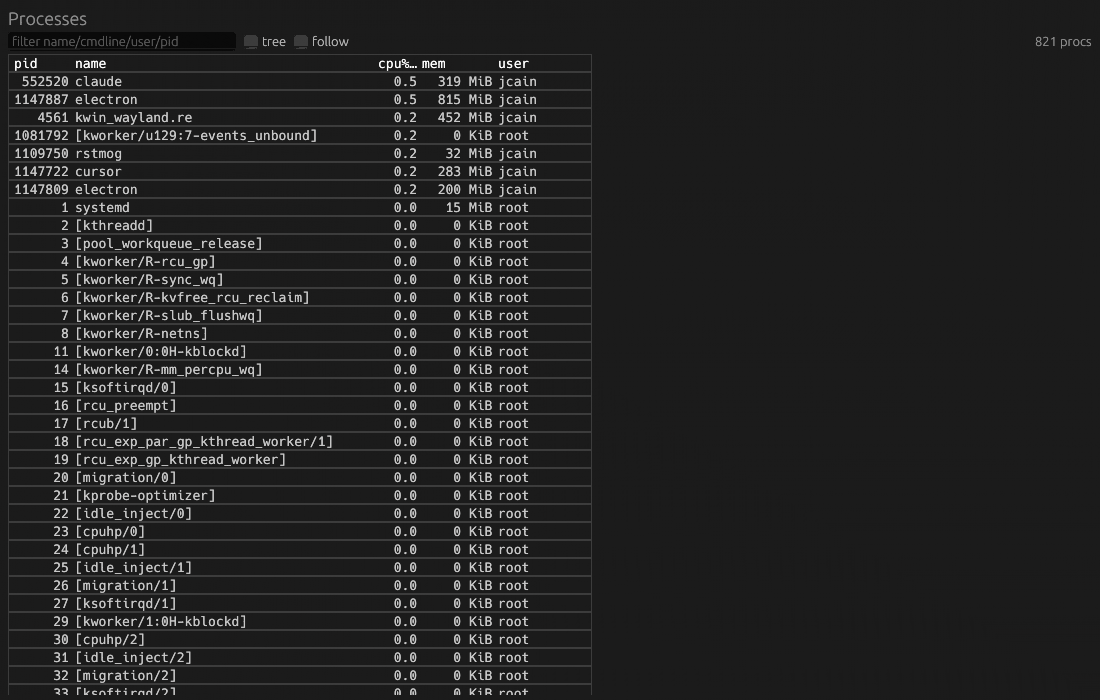 Processes
filter name/cmdline/user/pid tree follow 821 procs
pid name cpu%… mem user
552520 claude 0.5 319 MiB jcain
1147887 electron 0.5 815 MiB jcain
4561 kwin_wayland.re 0.2 452 MiB jcain
1081792 [kworker/u129:7-events_unbound] 0.2 0 KiB root
1109750 rstmog 0.2 32 MiB jcain
1147722 cursor 0.2 283 MiB jcain
1147809 electron 0.2 200 MiB jcain
1 systemd 0.0 15 MiB root
2 [kthreadd] 0.0 0 KiB root
3 [pool_workqueue_release] 0.0 0 KiB root
4 [kworker/R-rcu_gp] 0.0 0 KiB root
5 [kworker/R-sync_wq] 0.0 0 KiB root
6 [kworker/R-kvfree_rcu_reclaim] 0.0 0 KiB root
7 [kworker/R-slub_flushwq] 0.0 0 KiB root
8 [kworker/R-netns] 0.0 0 KiB root
11 [kworker/0:0H-kblockd] 0.0 0 KiB root
14 [kworker/R-mm_percpu_wq] 0.0 0 KiB root
15 [ksoftirqd/0] 0.0 0 KiB root
16 [rcu_preempt] 0.0 0 KiB root
17 [rcub/1] 0.0 0 KiB root
18 [rcu_exp_par_gp_kthread_worker/1] 0.0 0 KiB root
19 [rcu_exp_gp_kthread_worker] 0.0 0 KiB root
20 [migration/0] 0.0 0 KiB root
21 [kprobe-optimizer] 0.0 0 KiB root
22 [idle_inject/0] 0.0 0 KiB root
23 [cpuhp/0] 0.0 0 KiB root
24 [cpuhp/1] 0.0 0 KiB root
25 [idle_inject/1] 0.0 0 KiB root
26 [migration/1] 0.0 0 KiB root
27 [ksoftirqd/1] 0.0 0 KiB root
29 [kworker/1:0H-kblockd] 0.0 0 KiB root
30 [cpuhp/2] 0.0 0 KiB root
31 [idle_inject/2] 0.0 0 KiB root
32 [migration/2] 0.0 0 KiB root
33 [ksoftirqd/2] 0.0 0 KiB root